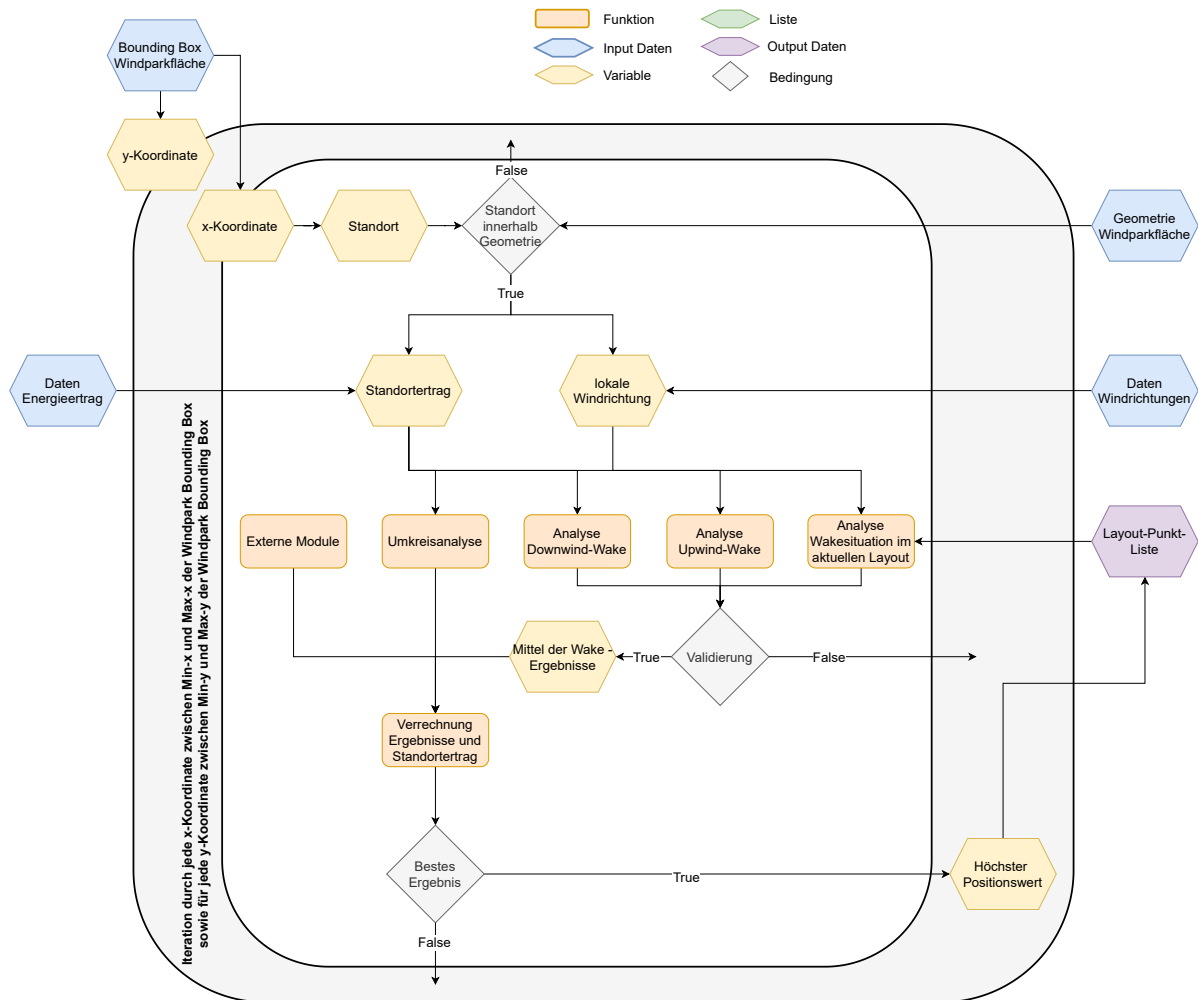 Funktion
Liste
Input Daten
Output Daten
Variable
Bedingung
Bounding Box
Windparkfläche
y-Koordinate
False
x-Koordinate
Standort
Standort
innerhalb
Geometrie
Geometrie
Windparkfläche
True
Daten
Energieertrag
Standortertrag
lokale
Windrichtung
Daten
Windrichtungen
Iteration durch jede x-Koordinate zwischen Min-x und Max-x der Windpark Bounding Box
sowie für jede y-Koordinate zwischen Min-y und Max-y der Windpark Bounding Box
Externe Module
Umkreisanalyse
Analyse
Downwind-Wake
Analyse
Upwind-Wake
Analyse
Wakesituation im
aktuellen Layout
Layout-Punkt-
Liste
Mittel der Wake -
Ergebnisse
True
Validierung
False
Verrechnung
Ergebnisse und
Standortertrag
Bestes
Ergebnis
True
Höchster
Positionswert
False